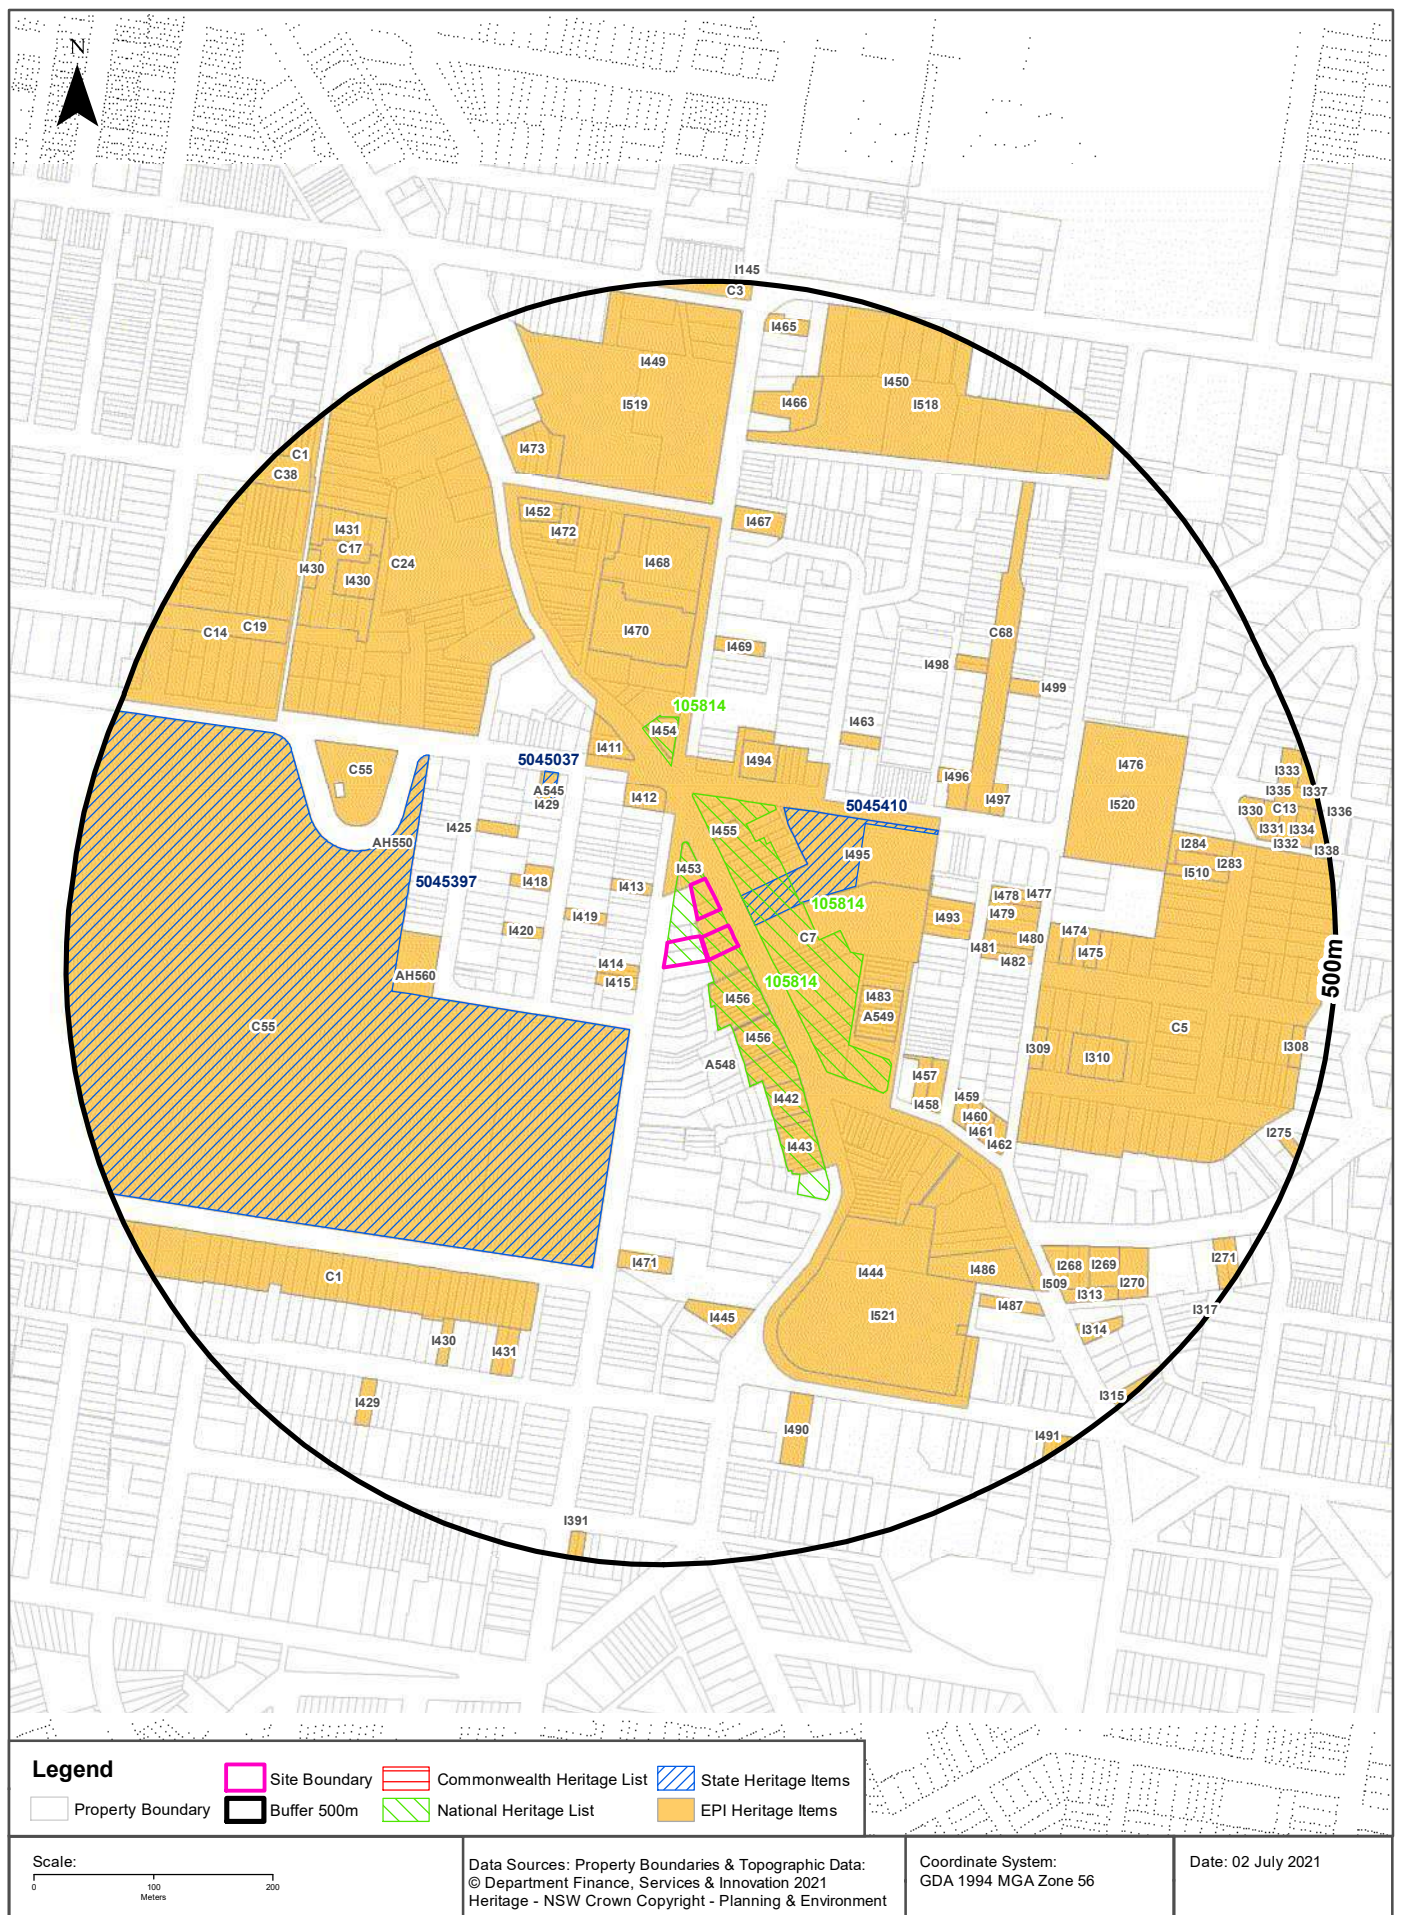 N
I145
C3
I465
I449
I450
I519
I466
I518
I473
C1
C38
I452
I467
I431
I472
C17
I468
C24
I430
I430
C19
C14
I470
C68
I469
I498
I499
105814
I454
I463
I411
I494
5045037
I476
C55
I333
I496
A545
I335
I337
I412
I497
I429
5045410
I520
I330
C13
I336
I425
I455
I331
I334
AH550
I284
I332
I338
I495
I453
I283
5045397
I418
I510
I413
I478
I477
105814
I479
I419
I493
I420
I474
C7
I480
I481
I475
I414
I482
AH560
I415
105814
500m
I456
I483
A549
C55
C5
I456
I309
I308
I310
A548
I457
I442
I459
I458
I460
I461
I275
I443
I462
I471
I268
I269
I271
C1
I444
I486
I509
I270
I313
I487
I317
I445
I521
I314
I430
I431
I315
I429
I490
I491
I391
Legend
Site Boundary
Commonwealth Heritage List
State Heritage Items
Property Boundary
Buffer 500m
National Heritage List
EPI Heritage Items
Scale:
0 100 200
Meters
Data Sources: Property Boundaries & Topographic Data:
© Department Finance, Services & Innovation 2021
Heritage - NSW Crown Copyright - Planning & Environment
Coordinate System:
GDA 1994 MGA Zone 56
Date: 02 July 2021